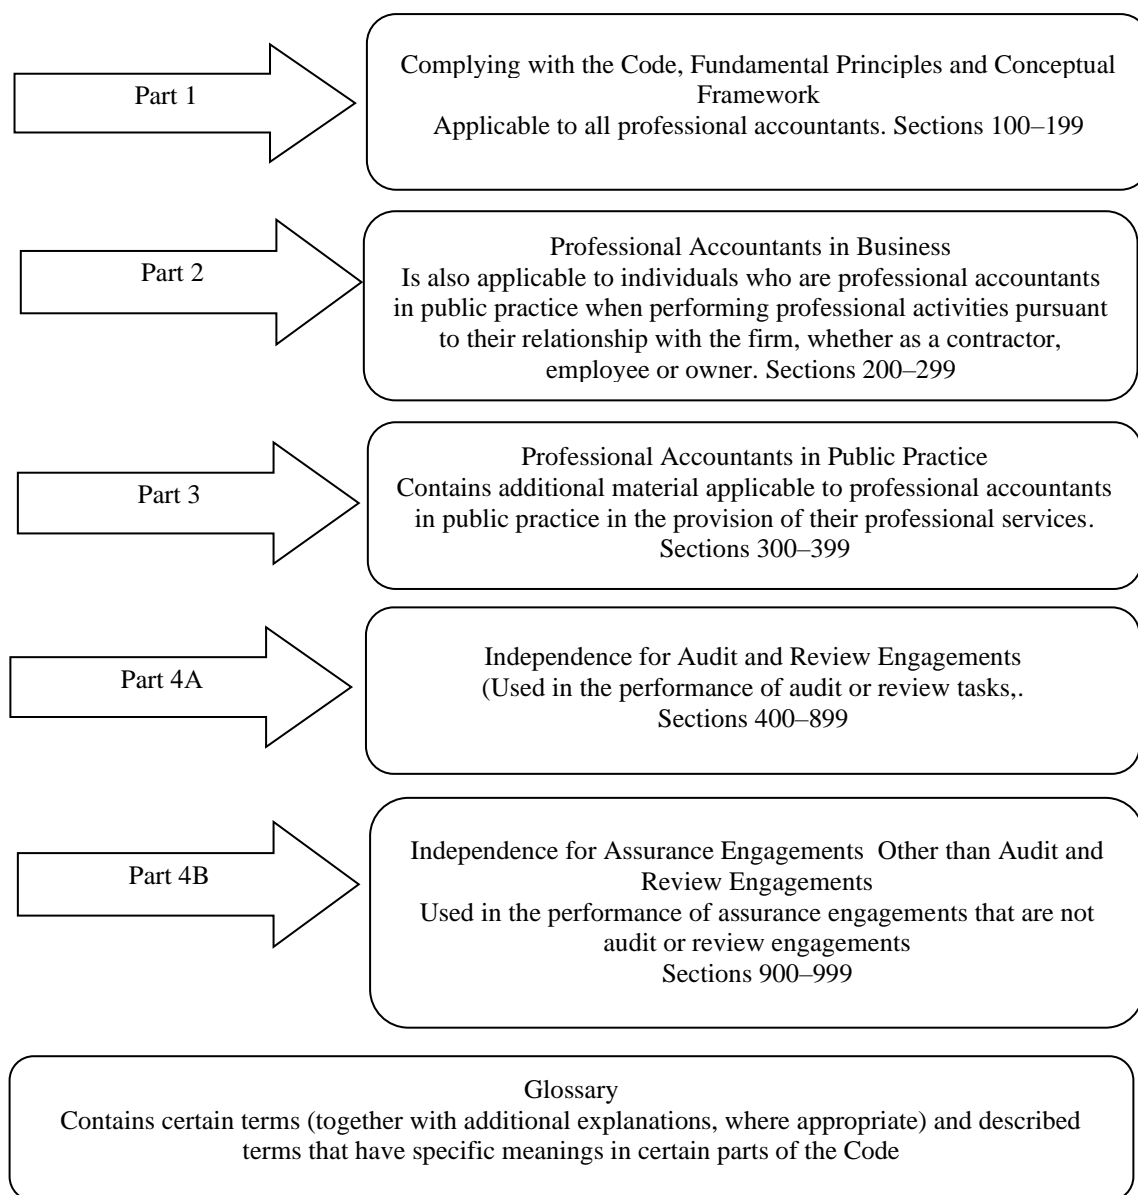 Part 1
Complying with the Code, Fundamental Principles and Conceptual
Framework
Applicable to all professional accountants. Sections 100–199
Part 2
Professional Accountants in Business
Is also applicable to individuals who are professional accountants
in public practice when performing professional activities pursuant
to their relationship with the firm, whether as a contractor,
employee or owner. Sections 200–299
Part 3
Professional Accountants in Public Practice
Contains additional material applicable to professional accountants
in public practice in the provision of their professional services.
Sections 300–399
Part 4A
Independence for Audit and Review Engagements
(Used in the performance of audit or review tasks,.
Sections 400–899
Part 4B
Independence for Assurance Engagements Other than Audit and
Review Engagements
Used in the performance of assurance engagements that are not
audit or review engagements
Sections 900–999
Glossary
Contains certain terms (together with additional explanations, where appropriate) and described
terms that have specific meanings in certain parts of the Code